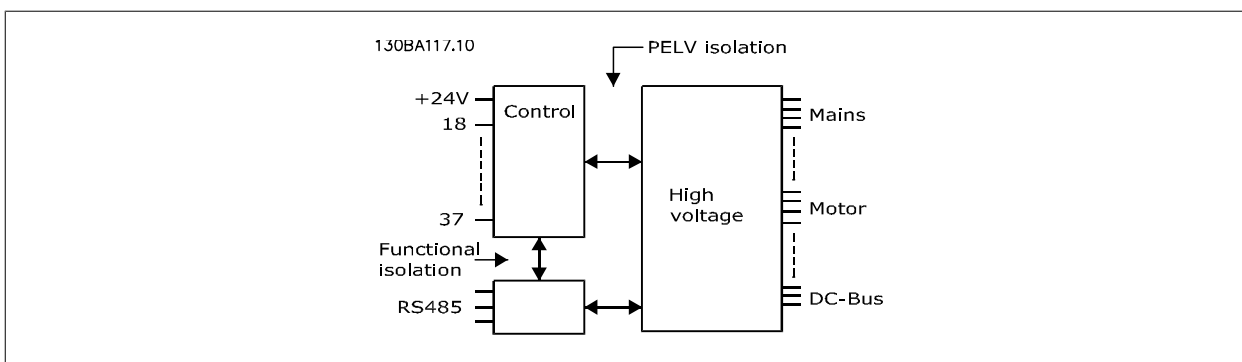 130BA117.10
PELV isolation
+24V
Control
18
Mains
High
voltage
37
Motor
Functional
isolation
RS485
DC-Bus